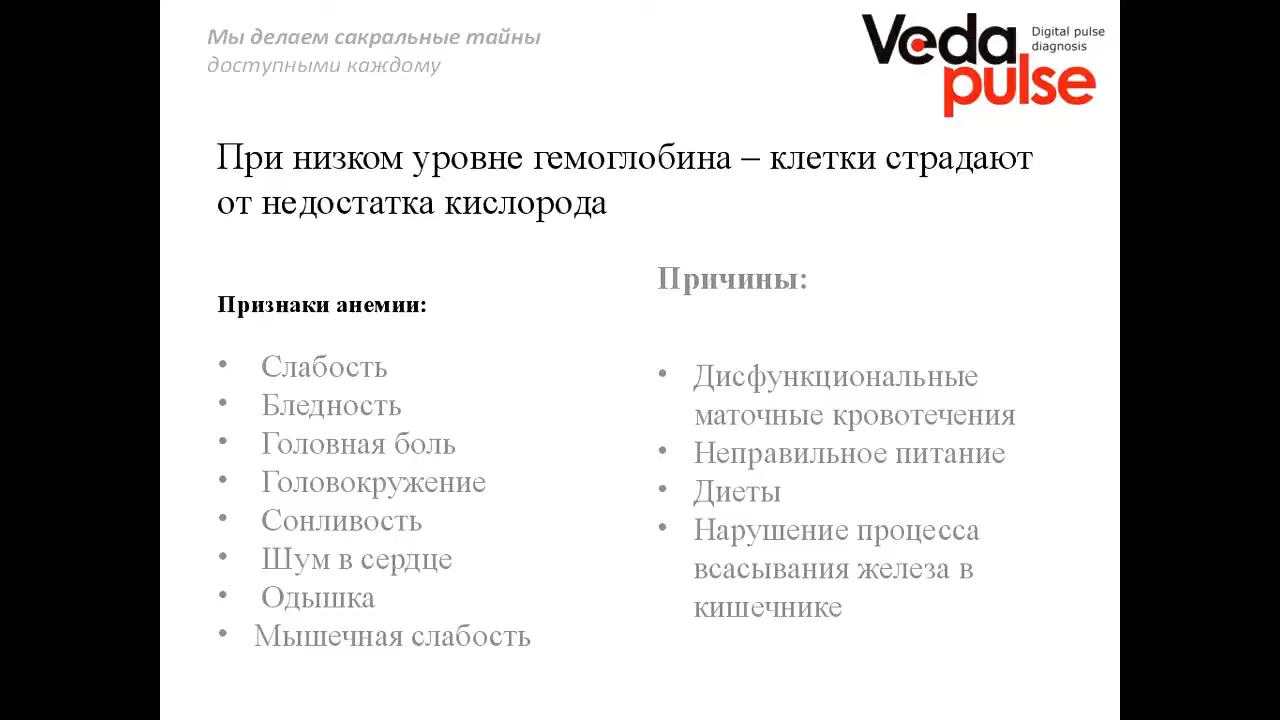 Мы делаем сакральные тайны
доступными каждому
Veda
pulse
Digital pulse
diagnosis
При низком уровне гемоглобина – клетки страдают
от недостатка кислорода
Признаки анемии:
• Слабость
• Бледность
• Головная боль
• Головокружение
• Сонливость
• Шум в сердце
• Одышка
• Мышечная слабость
Причины:
• Дисфункциональные
маточные кровотечения
• Неправильное питание
• Диеты
• Нарушение процесса
всасывания железа в
кишечнике